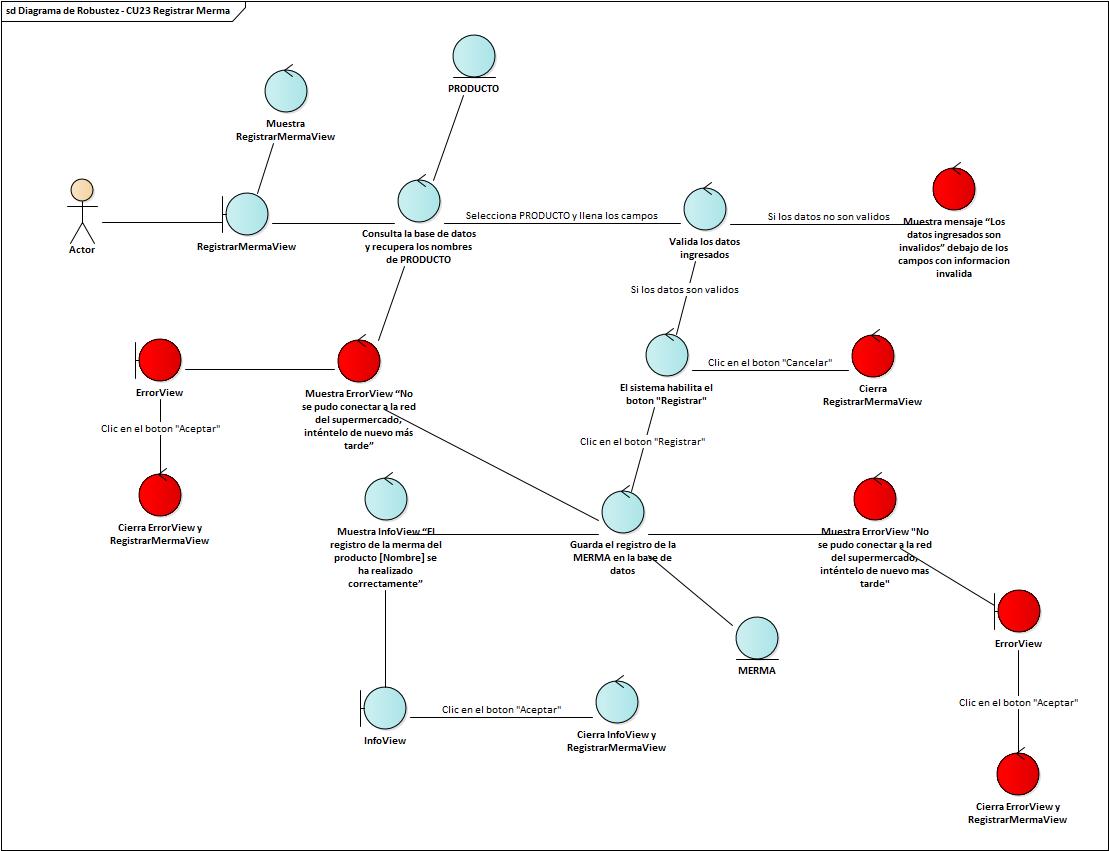 sd Diagrama de Robustez - CU23 Registrar Merma
PRODUCTO
Muestra
RegistrarMermaView
Actor
RegistrarMermaView
Consulta la base de datos
y recupera los nombres
de PRODUCTO
Selecciona PRODUCTO y llena los campos
Valida los datos
ingresados
Si los datos no son validos
Muestra mensaje “Los
datos ingresados son
invalidos” debajo de los
campos con informacion
invalida
Si los datos son validos
ErrorView
Clic en el boton "Aceptar"
Cierra ErrorView y
RegistrarMermaView
Muestra ErrorView “No
se pudo conectar a la red
del supermercado,
inténtelo de nuevo más
tarde”
El sistema habilita el
boton "Registrar"
Clic en el boton "Cancelar"
Cierra
RegistrarMermaView
Clic en el boton "Registrar"
Muestra InfoView “El
registro de la merma del
producto [Nombre] se
ha realizado
correctamente”
Guarda el registro de la
MERMA en la base de
datos
Muestra ErrorView "No
se pudo conectar a la red
del supermercado,
inténtelo de nuevo mas
tarde"
MERMA
ErrorView
Clic en el boton "Aceptar"
Cierra ErrorView y
RegistrarMermaView
InfoView
Clic en el boton "Aceptar"
Cierra InfoView y
RegistrarMermaView